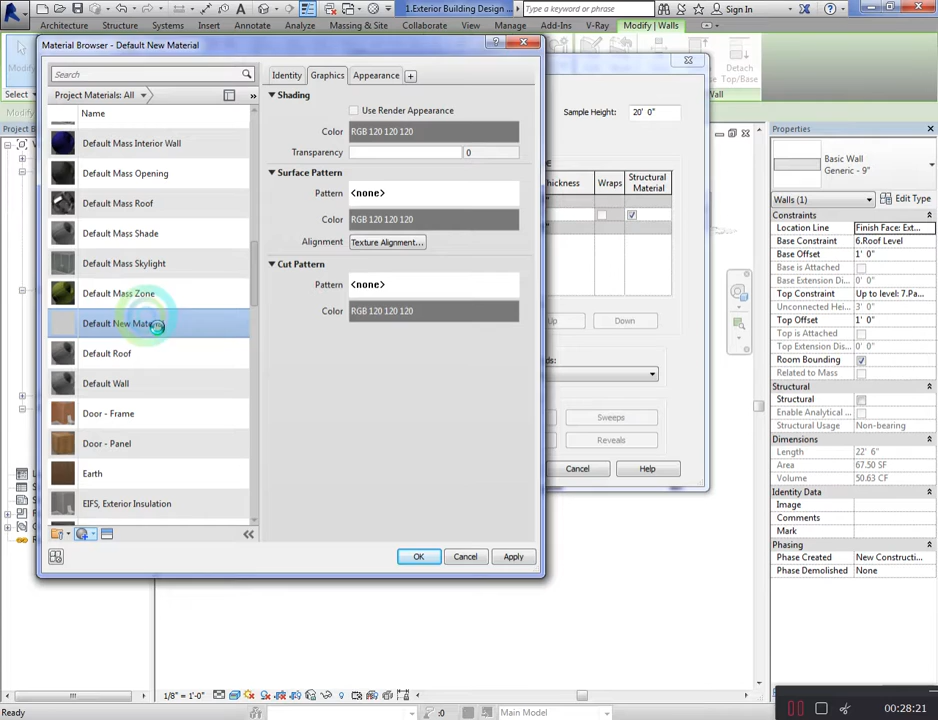 1.Exterior Building Design ...
Type a keyword or phrase
Sign In
Architecture Structure Systems Insert Annotate Analyze Massing & Site Collaborate View Manage Add-Ins V-Ray Modify | Walls
Select
Detach
Top/Base
Material Browser - Default New Material
Search
Project Materials: All
Name
Default Mass Interior Wall
Default Mass Opening
Default Mass Roof
Default Mass Shade
Default Mass Skylight
Default Mass Zone
Default Roof
Default Wall
Door - Frame
Door - Panel
Earth
EIFS, Exterior Insulation
Identity Graphics Appearance
Shading
Use Render Appearance
Color RGB 120 120 120
Transparency 0
Surface Pattern
Pattern <none>
Color RGB 120 120 120
Alignment Texture Alignment...
Cut Pattern
Pattern <none>
Color RGB 120 120 120
OK Cancel Apply
Sample Height: 20' 0"
Wraps Structural Material
Up Down
Sweeps
Reveals
Cancel Help
Properties
Basic Wall
Generic - 9"
Walls (1) Edit Type
Constraints
Location Line Finish Face: Ext...
Base Constraint 6.Roof Level
Base Offset 1' 0"
Base is Attached
Base Extension Di...
Top Constraint Up to level: 7.Pa...
Unconnected Hei... 3' 0"
Top Offset 1' 0"
Top is Attached
Top Extension Dist...
Room Bounding
Related to Mass
Structural
Structural
Enable Analytical ...
Structural Usage Non-bearing
Dimensions
Length 22' 6"
Area 67.50 SF
Volume 50.63 CF
Identity Data
Image
Comments
Mark
Phasing
Phase Created New Constructi...
Phase Demolished None
1/8" = 1'-0"
Ready
:0
Main Model
00:28:21